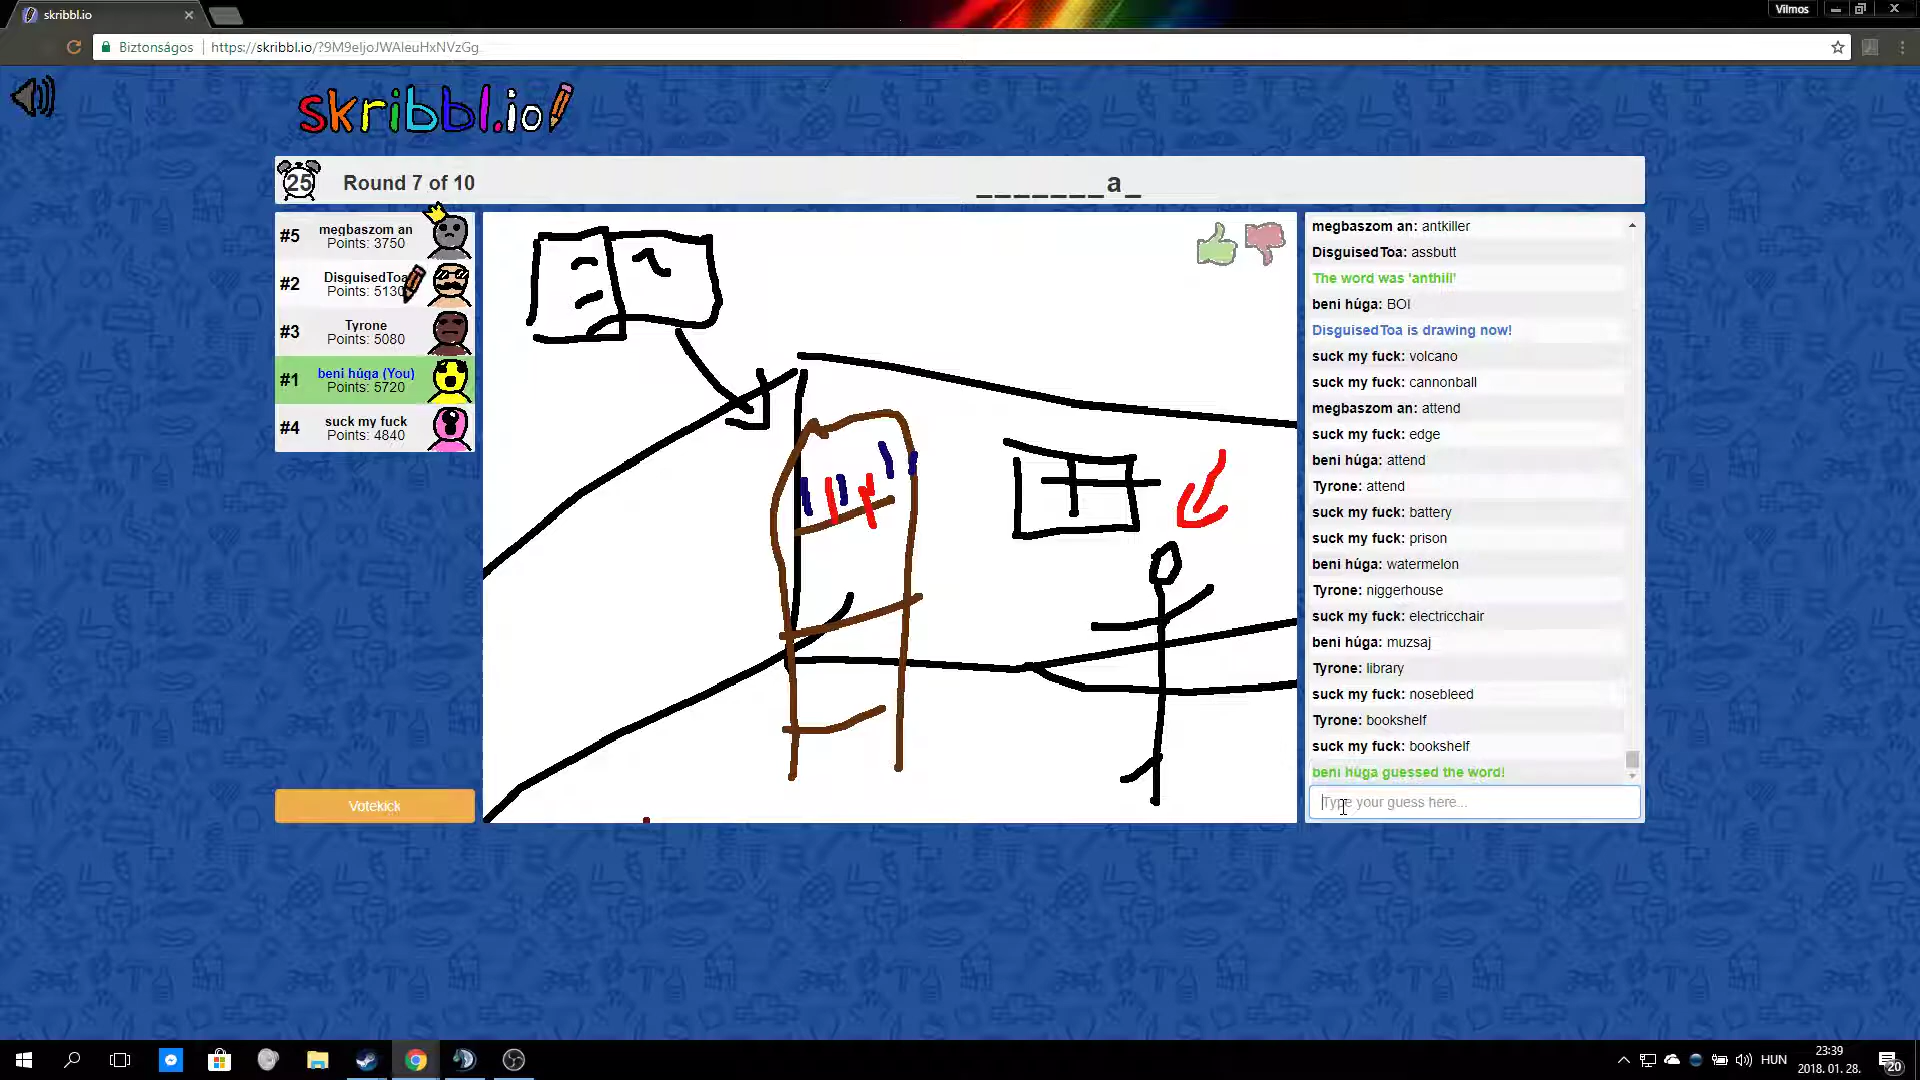 skribbl.io
Vilmos
Biztonságos
https://skribbl.io/?9M9eljoJWAleuHxNVzGg
skribbl.io
25
Round 7 of 10
_______a_
#5
megbaszom an
Points: 3750
#2
DisguisedToa
Points: 5130
#3
Tyrone
Points: 5080
#1
beni húga (You)
Points: 5720
#4
suck my fuck
Points: 4840
Votekick
megbaszom an: antkiller
DisguisedToa: assbutt
The word was 'anthill'
beni húga: BOI
DisguisedToa is drawing now!
suck my fuck: volcano
suck my fuck: cannonball
megbaszom an: attend
suck my fuck: edge
beni húga: attend
Tyrone: attend
suck my fuck: battery
suck my fuck: prison
beni húga: watermelon
Tyrone: niggerhouse
suck my fuck: electricchair
beni húga: muzsaj
Tyrone: library
suck my fuck: nosebleed
Tyrone: bookshelf
suck my fuck: bookshelf
beni húga guessed the word!
Type your guess here...
HUN
23:39
2018. 01. 28.
20